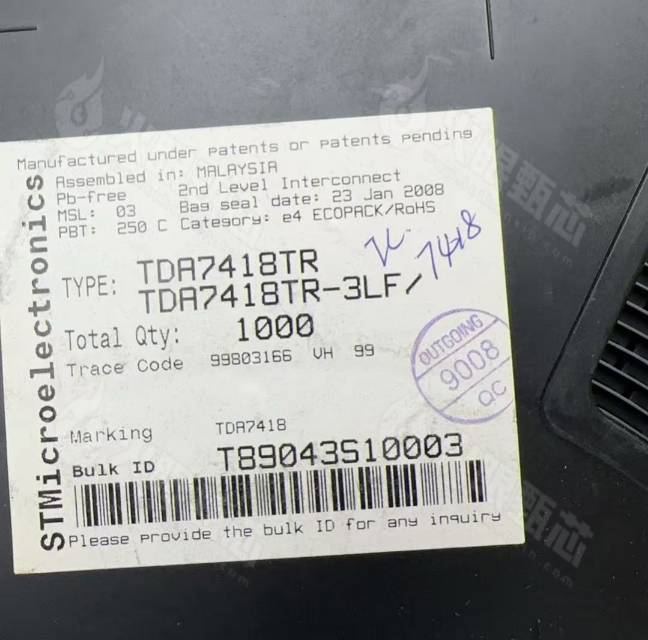 Manufactured under patents or patents pending
Assembled in: MALAYSIA
Pb-free 2nd Level Interconnect
MSL: 03 Bag seal date: 23 Jan 2008
PBT: 250 C Category: e4 ECOPACK/RoHS
STMicroelectronics
7418
TYPE: TDA7418TR
TDA7418TR-3LF/
Total Qty: 1000
Trace Code 99803166 VH 99
OUTGOING
9008
QC
Marking TDA7418
Bulk ID T89043S10003
Please provide the bulk ID for any inquiry